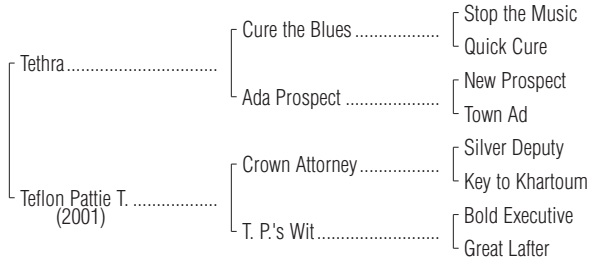 Stop the Music
Cure the Blues ...................
Quick Cure
Tethra ..............................
New Prospect
Ada Prospect .....................
Town Ad
Silver Deputy
Crown Attorney ..................
Key to Khartoum
Teflon Pattie T. ..................
(2001)
Bold Executive
T. P.'s Wit ...........................
Great Lafter